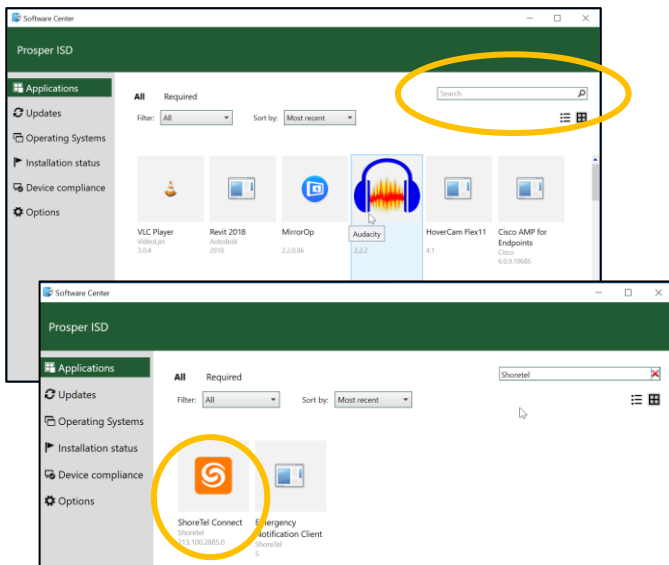 Software Center
Prosper ISD
Applications
Updates
Operating Systems
Installation status
Device compliance
Options
All Required
Search
Filter: All Sort by: Most recent
VLC Player
VideoLan
3.0.4
Revit 2018
Autodesk
2018
MirrorOp
2.2.0.86
Audacity
2.2.2
HoverCam Flex11
4.1
Cisco AMP for
Endpoints
Cisco
6.0.9.10685
Software Center
Prosper ISD
Applications
Updates
Operating Systems
Installation status
Device compliance
Options
All Required
Shoretel
Filter: All Sort by: Most recent
ShoreTel Connect
Shoretel
213.100.2885.0
Emergency
Notification Client
ShoreTel
5